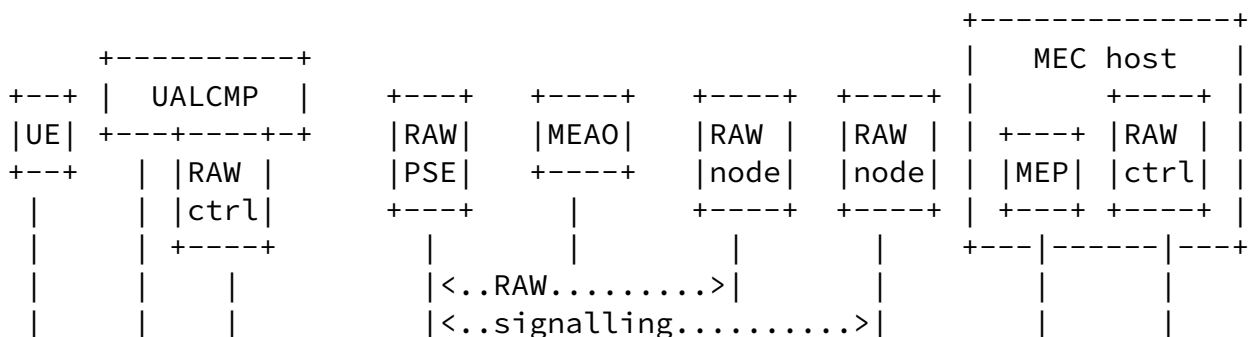 +--------------+
     +----------+                                      |   MEC host   |
+--+ |  UALCMP  |    +---+   +----+   +----+  +----+ |        +----+ |
|UE| +---+----+-+    |RAW|   |MEAO|   |RAW |  |RAW | | +---+  |RAW | |
+--+   | |RAW |      |PSE|   +----+   |node|  |node| | |MEP|  |ctrl| |
 |     | |ctrl|      +---+     |      +----+  +----+ | +---+  +----+ |
 |     | +----+        |       |        |       |    +---|------|---+
 |     |   |           |<..RAW.........>|       |        |      |
 |     |   |           |<..signalling..........>|        |      |